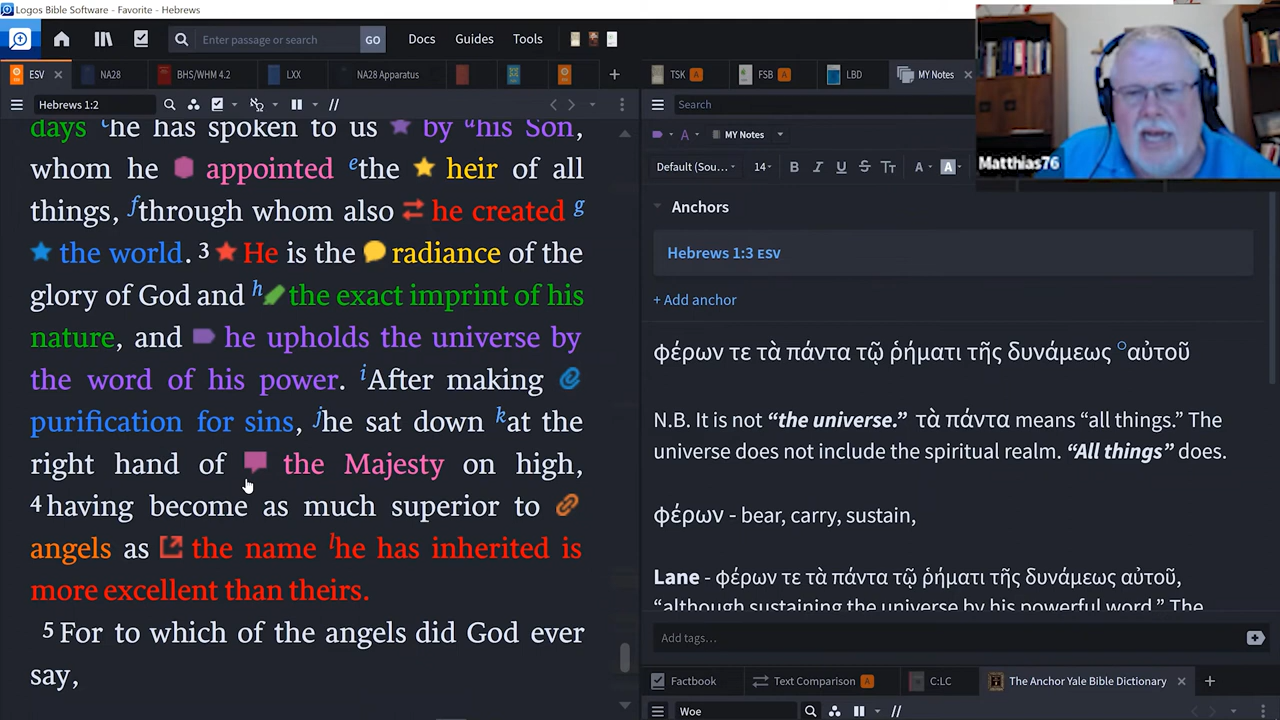 Logos Bible Software - Favorite - Hebrews
Enter passage or search GO Docs Guides Tools
ESV NA28 BHS/WHM 4.2 LXX NA28 Apparatus
Hebrews 1:2
days c he has spoken to us by d his Son,
whom he appointed e the heir of all
things, f through whom also he created g
the world. 3 He is the radiance of the
glory of God and h the exact imprint of his
nature, and he upholds the universe by
the word of his power. i After making
purification for sins, j he sat down k at the
right hand of the Majesty on high,
4 having become as much superior to
angels as the name l he has inherited is
more excellent than theirs.
5 For to which of the angels did God ever
say,
TSK A FSB A LBD MY Notes
Search
A MY Notes
Default (Sou... 14 B I U S Tт A A
Anchors
Hebrews 1:3 ESV
+ Add anchor
φέρων τε τὰ πάντα τῷ ῥήματι τῆς δυνάμεως ⸰αὐτοῦ
N.B. It is not “the universe.” τὰ πάντα means “all things.” The
universe does not include the spiritual realm. “All things” does.
φέρων - bear, carry, sustain,
Lane - φέρων τε τὰ πάντα τῷ ῥήματι τῆς δυνάμεως αὐτοῦ,
“although sustaining the universe by his powerful word.” The
Add tags...
Factbook Text Comparison A C:LC The Anchor Yale Bible Dictionary
Woe
Matthias76